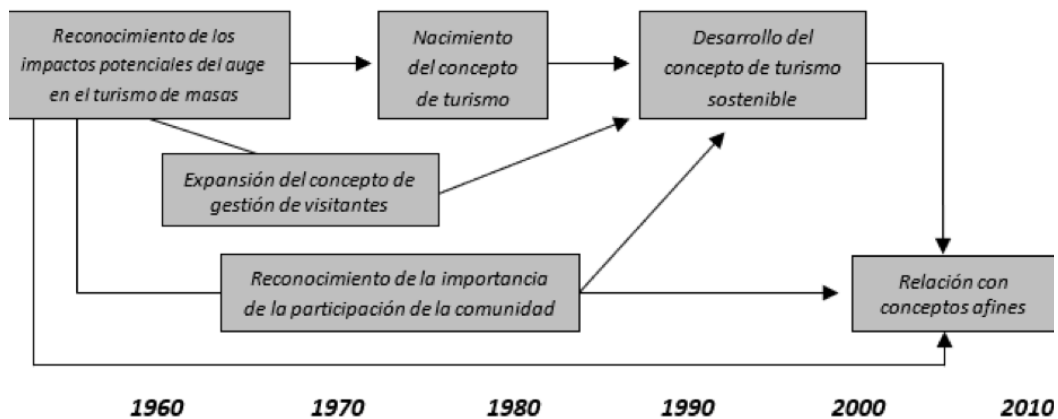 Reconocimiento de los
impactos potenciales del auge
en el turismo de masas
Nacimiento
del concepto
de turismo
Desarrollo del
concepto de turismo
sostenible
Expansión del concepto de
gestión de visitantes
Reconocimiento de la importancia
de la participación de la comunidad
Relación con
conceptos afines
1960 1970 1980 1990 2000 2010